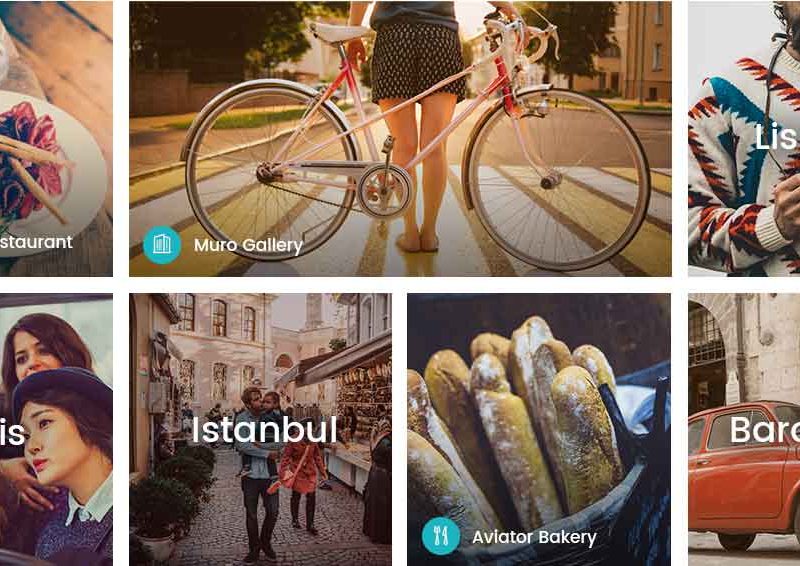 staurant
Muro Gallery
Lis
is
Istanbul
Aviator Bakery
Barc